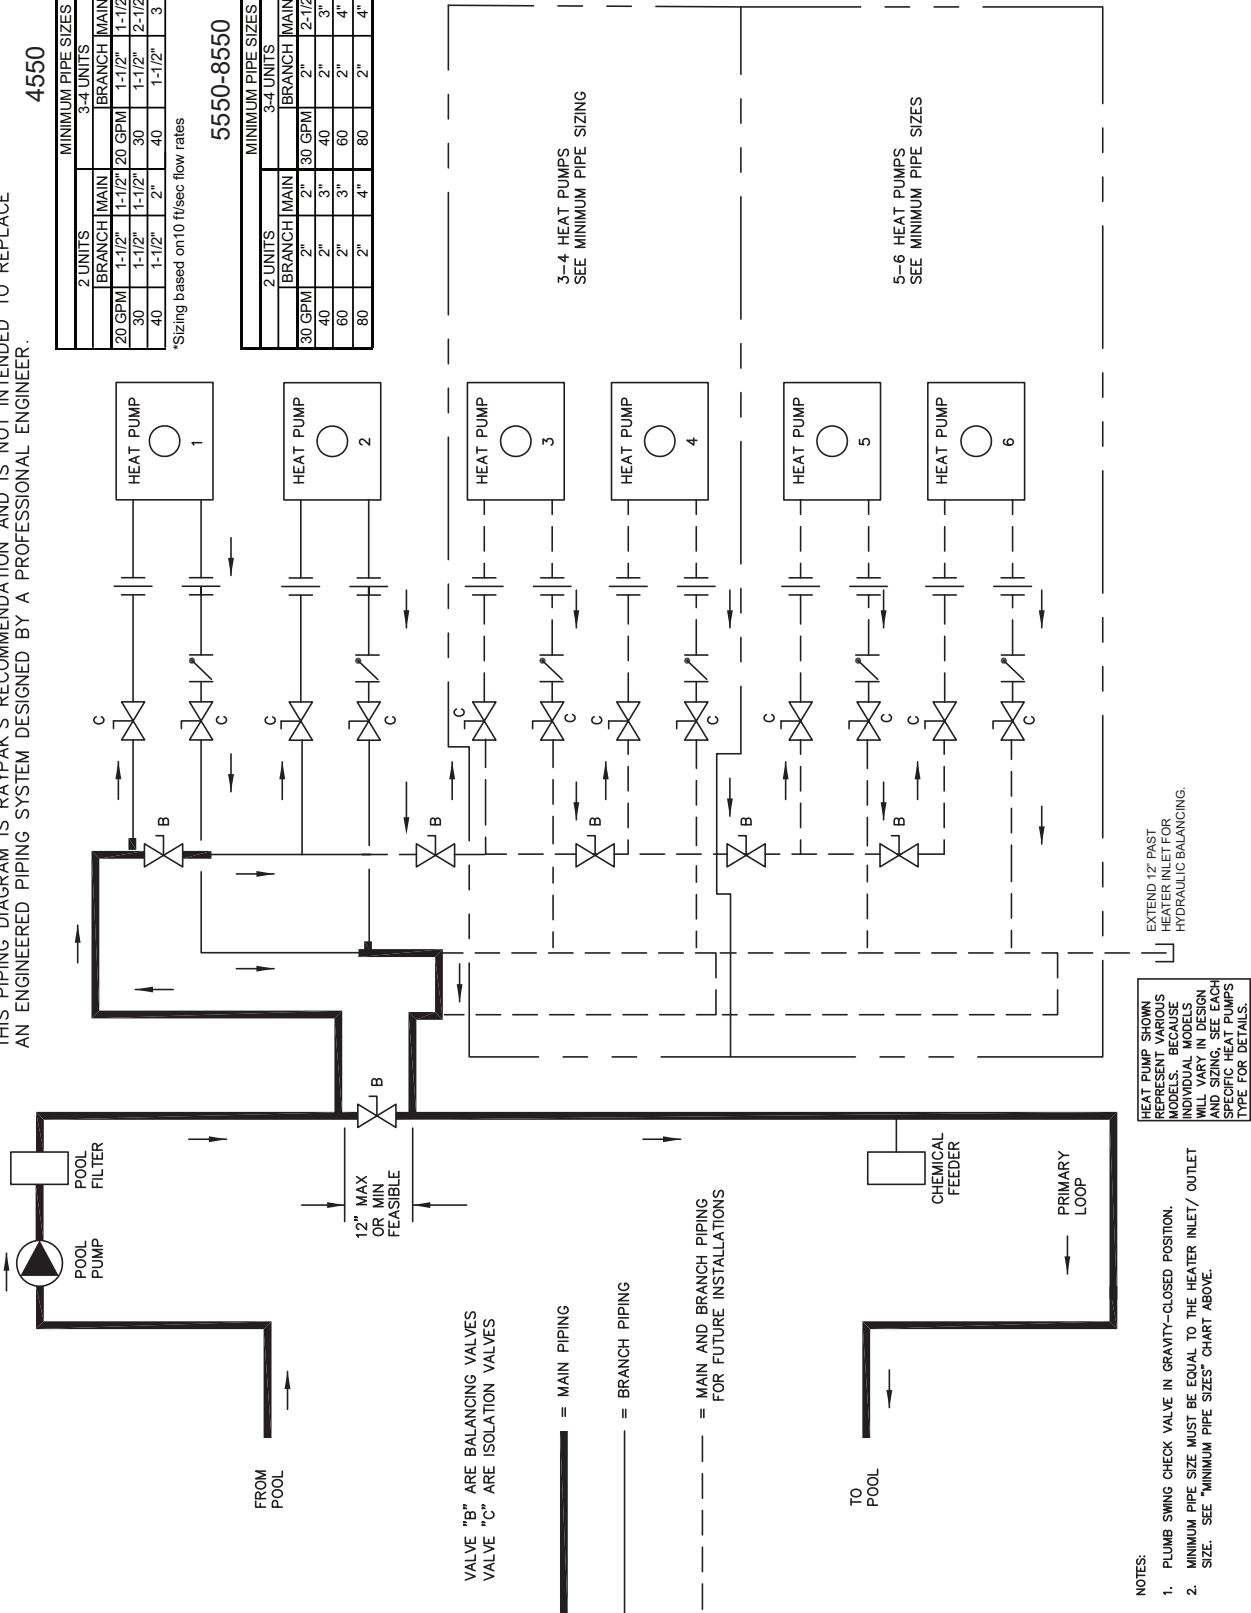 THIS PIPING DIAGRAM IS RAYPAK'S RECOMMENDATION AND IS NOT INTENDED TO REPLACE
AN ENGINEERED PIPING SYSTEM DESIGNED BY A PROFESSIONAL ENGINEER.
4550
MINIMUM PIPE SIZES
2 UNITS 3-4 UNITS
BRANCH MAIN BRANCH MAIN
20 GPM 1-1/2" 1-1/2" 20 GPM 1-1/2" 1-1/2
30 1-1/2" 1-1/2" 30 1-1/2" 2-1/2
40 1-1/2" 2" 40 1-1/2" 3
*Sizing based on10 ft/sec flow rates
5550-8550
MINIMUM PIPE SIZES
2 UNITS 3-4 UNITS
BRANCH MAIN BRANCH MAIN
30 GPM 2" 2" 30 GPM 2" 2-1/2
40 2" 3" 40 2" 3"
60 2" 3" 60 2" 4"
80 2" 4" 80 2" 4"
HEAT PUMP
1
HEAT PUMP
2
HEAT PUMP
3
HEAT PUMP
4
HEAT PUMP
5
HEAT PUMP
6
3-4 HEAT PUMPS
SEE MINIMUM PIPE SIZING
5-6 HEAT PUMPS
SEE MINIMUM PIPE SIZES
C
C
C
C
C
C
C
C
C
C
C
C
B
B
B
B
B
B
EXTEND 12" PAST
HEATER INLET FOR
HYDRAULIC BALANCING.
POOL
FILTER
POOL
PUMP
12" MAX
OR MIN
FEASIBLE
CHEMICAL
FEEDER
PRIMARY
LOOP
FROM
POOL
TO
POOL
HEAT PUMP SHOWN
REPRESENT VARIOUS
MODELS. BECAUSE
INDIVIDUAL MODELS
WILL VARY IN DESIGN
AND SIZING, SEE EACH
SPECIFIC HEAT PUMPS
TYPE FOR DETAILS.
VALVE "B" ARE BALANCING VALVES
VALVE "C" ARE ISOLATION VALVES
= MAIN PIPING
= BRANCH PIPING
= MAIN AND BRANCH PIPING
FOR FUTURE INSTALLATIONS
NOTES:
1. PLUMB SWING CHECK VALVE IN GRAVITY-CLOSED POSITION.
2. MINIMUM PIPE SIZE MUST BE EQUAL TO THE HEATER INLET/ OUTLET
SIZE. SEE "MINIMUM PIPE SIZES" CHART ABOVE.